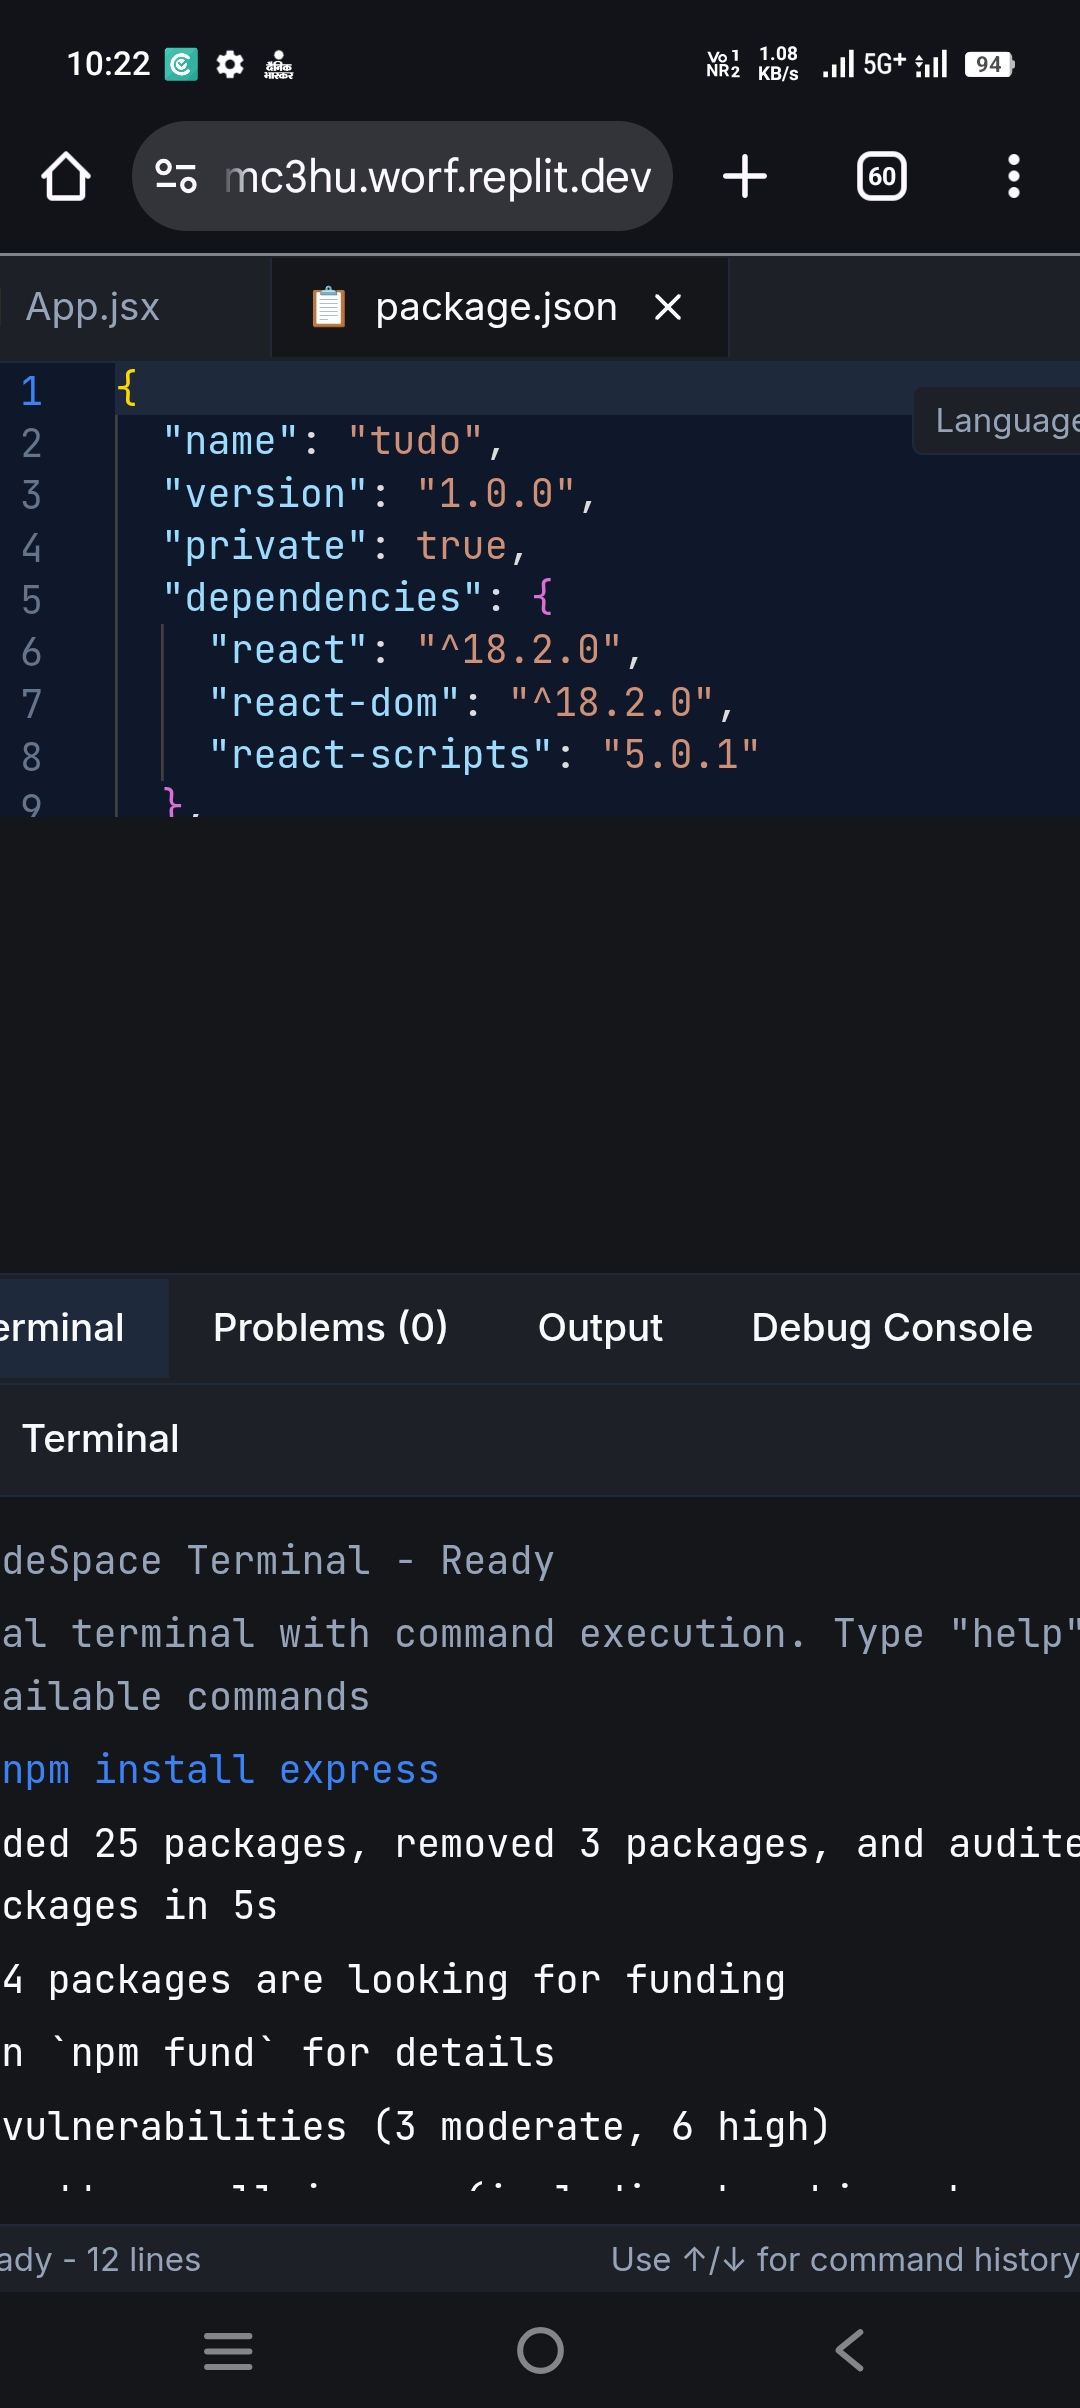 10:22
दैनिक
भास्कर
Vo 1
NR2
1.08
KB/s
5G+
94
mc3hu.worf.replit.dev
60
App.jsx
package.json
1 {
2 "name": "tudo",
3 "version": "1.0.0",
4 "private": true,
5 "dependencies": {
6 "react": "^18.2.0",
7 "react-dom": "^18.2.0",
8 "react-scripts": "5.0.1"
9 },
Language
erminal
Problems (0)
Output
Debug Console
Terminal
deSpace Terminal - Ready
al terminal with command execution. Type "help"
ailable commands
npm install express
ded 25 packages, removed 3 packages, and audite
ckages in 5s
4 packages are looking for funding
n `npm fund` for details
vulnerabilities (3 moderate, 6 high)
ady - 12 lines
Use ↑/↓ for command history